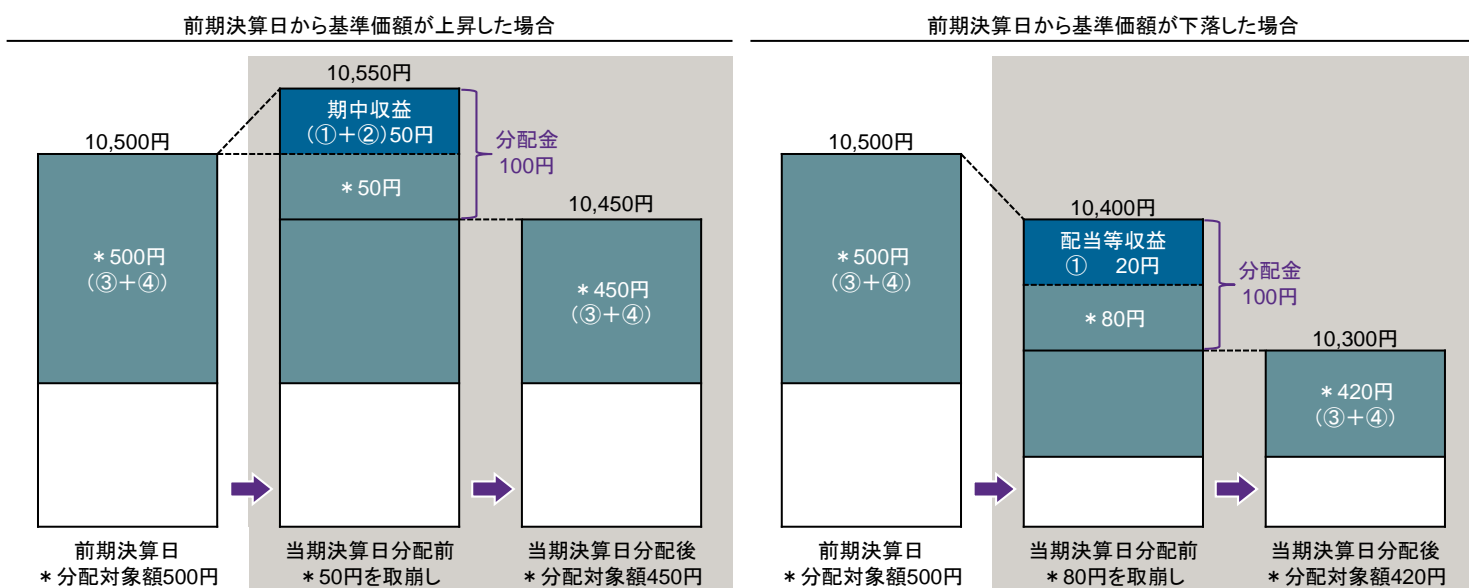 前期決算日から基準価額が上昇した場合
10,500円
＊500円
(③＋④)
10,550円
期中収益
(①＋②)50円
＊50円
分配金
100円
10,450円
＊450円
(③＋④)
前期決算日
＊分配対象額500円
当期決算日分配前
＊50円を取崩し
当期決算日分配後
＊分配対象額450円
前期決算日から基準価額が下落した場合
10,500円
＊500円
(③＋④)
10,400円
配当等収益
①　20円
＊80円
分配金
100円
10,300円
＊420円
(③＋④)
前期決算日
＊分配対象額500円
当期決算日分配前
＊80円を取崩し
当期決算日分配後
＊分配対象額420円